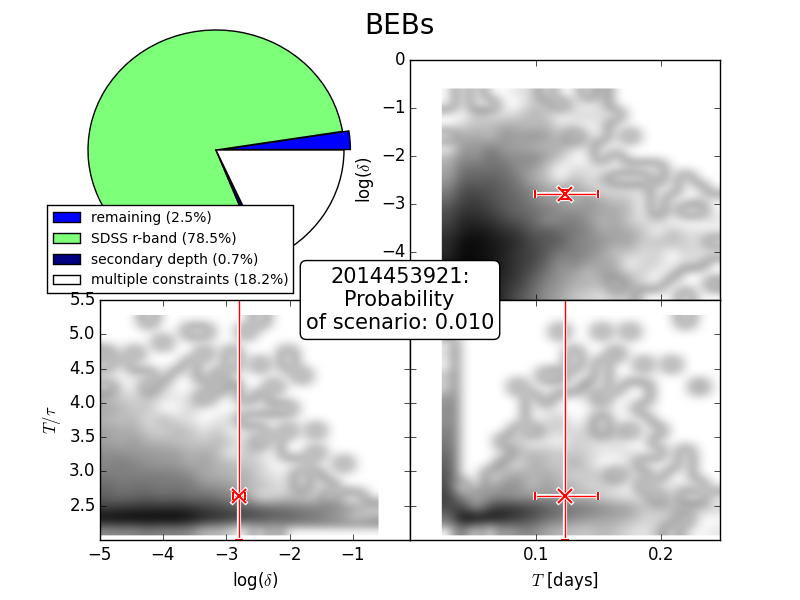 BEBs
remaining (2.5%)
SDSS r-band (78.5%)
secondary depth (0.7%)
multiple constraints (18.2%)
0
−1
−2
−3
−4
log(δ)
2014453921:
Probability
of scenario: 0.010
5.5
5.0
4.5
4.0
3.5
3.0
2.5
T/τ
−5 −4 −3 −2 −1
log(δ)
0.1 0.2
T [days]